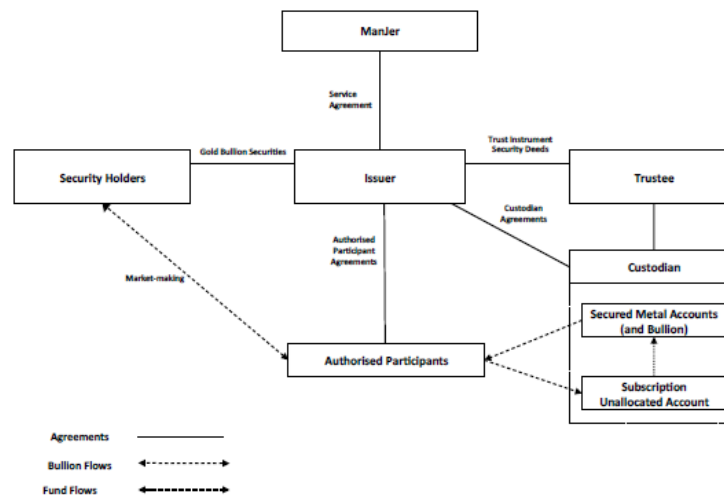 ManJer
Service
Agreement
Gold Bullion Securities
Trust Instrument
Security Deeds
Security Holders
Issuer
Trustee
Custodian
Agreements
Authorised
Participant
Agreements
Custodian
Market-making
Secured Metal Accounts
(and Bullion)
Authorised Participants
Subscription
Unallocated Account
Agreements
Bullion Flows
Fund Flows